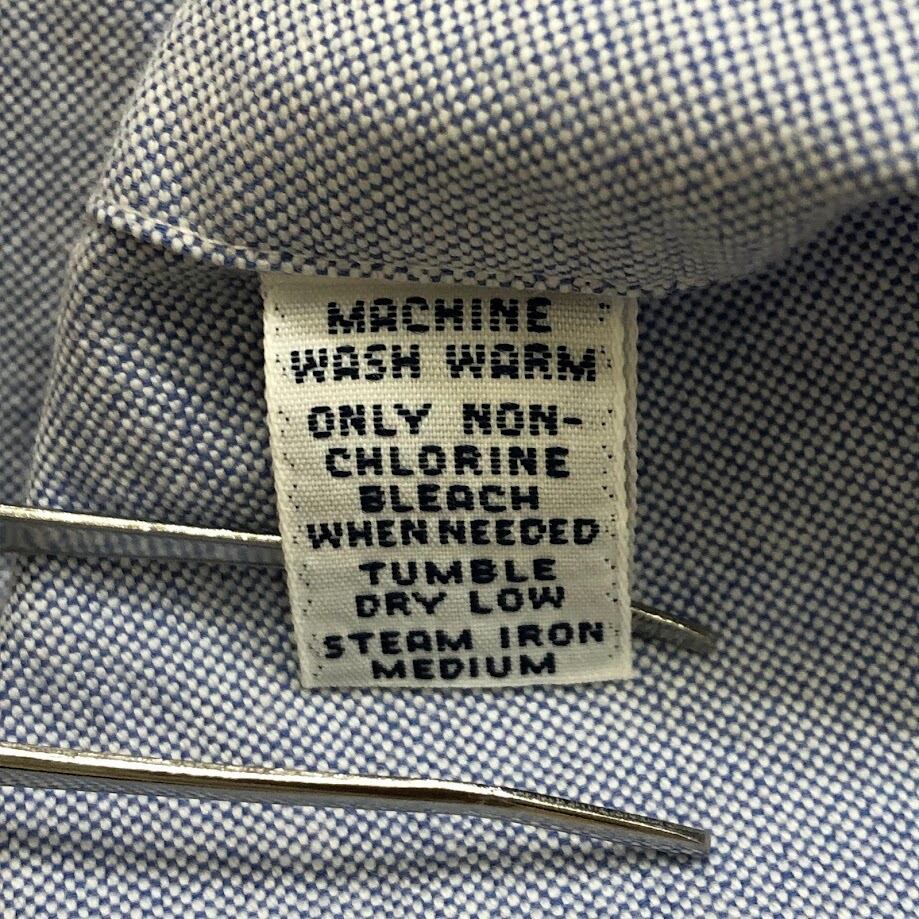 MACHINE
WASH WARM
ONLY NON-
CHLORINE
BLEACH
WHEN NEEDED
TUMBLE
DRY LOW
STEAM IRON
MEDIUM